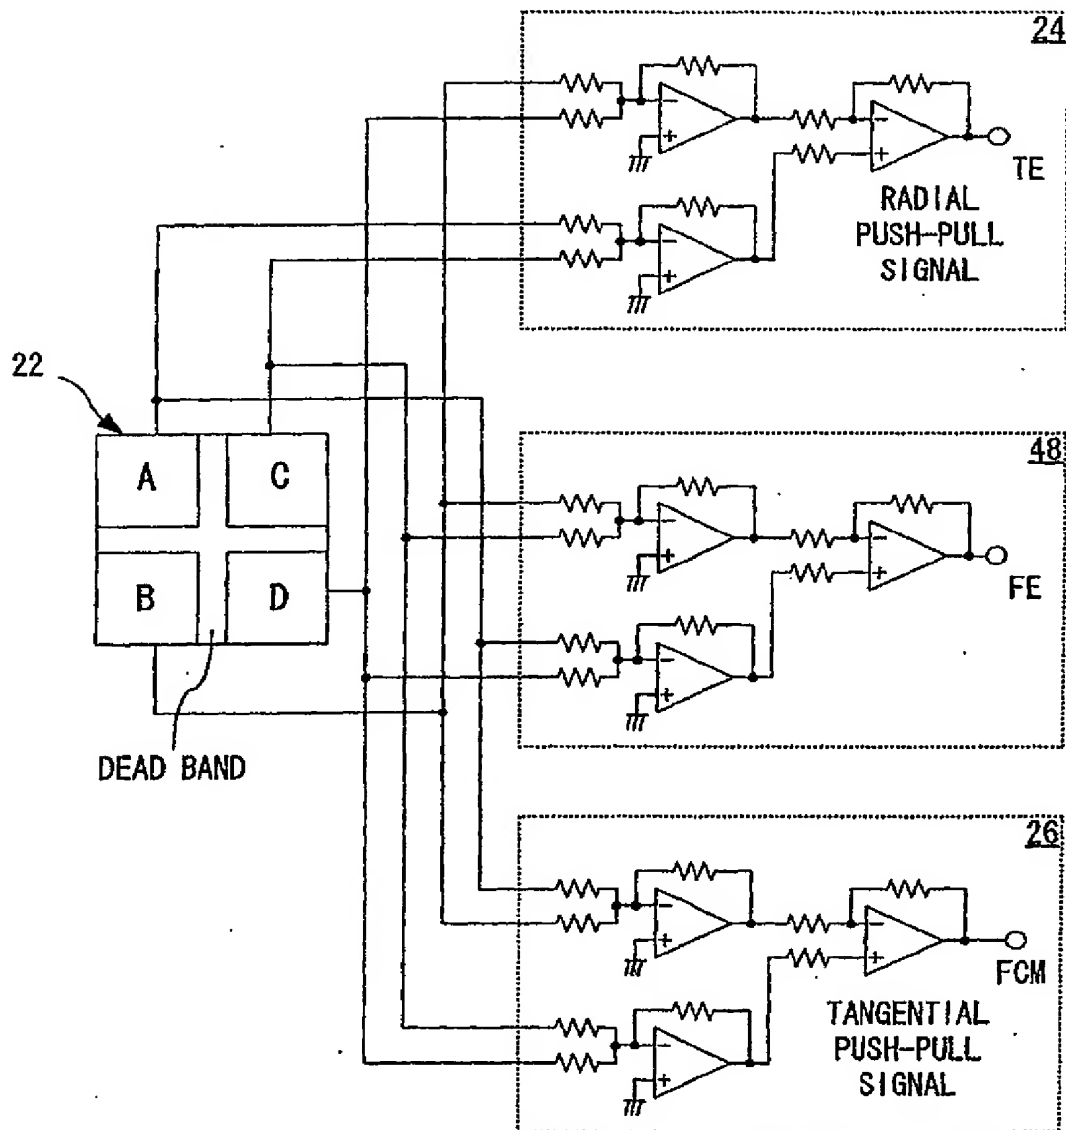 24
TE
RADIAL
PUSH-PULL
SIGNAL
22
A
C
B
D
DEAD BAND
48
FE
26
FCM
TANGENTIAL
PUSH-PULL
SIGNAL